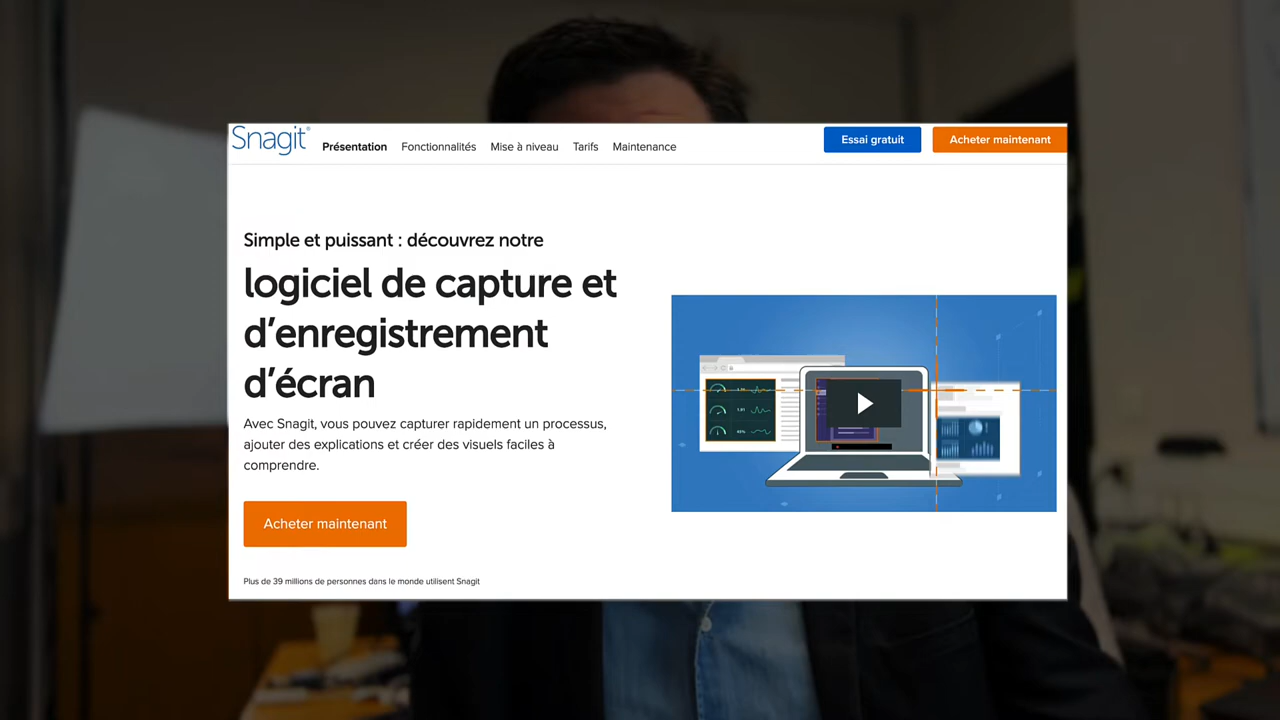 Snagit®
Présentation
Fonctionnalités
Mise à niveau
Tarifs
Maintenance
Essai gratuit
Acheter maintenant
Simple et puissant : découvrez notre
logiciel de capture et
d’enregistrement
d’écran
Avec Snagit, vous pouvez capturer rapidement un processus,
ajouter des explications et créer des visuels faciles à
comprendre.
Acheter maintenant
Plus de 39 millions de personnes dans le monde utilisent Snagit